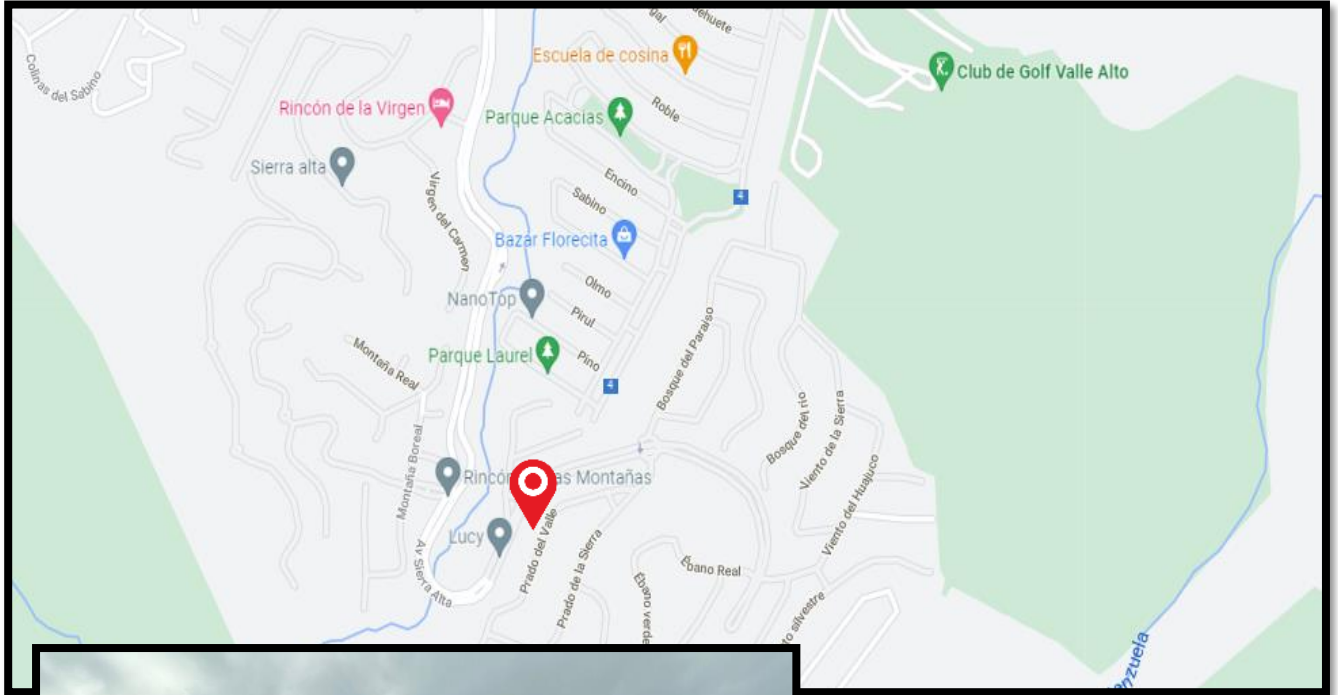 Colinas del Sabino
Escuela de cosina
Club de Golf Valle Alto
Rincón de la Virgen
Parque Acacias
Roble
Sierra alta
Encino
Virgen del Carmen
Sabino
4
Bazar Florecita
Olmo
NanoTop
Pirul
Pino
Parque Laurel
Montaña Real
4
Bosque del Paraíso
Bosque del río
Viento de la Sierra
Montaña Boreal
Rincón as Montañas
Viento del Huajuco
Lucy
Prado del Valle
Prado de la Sierra
Ébano Real
Av Sierra Alta
Ébano verde
silvestre